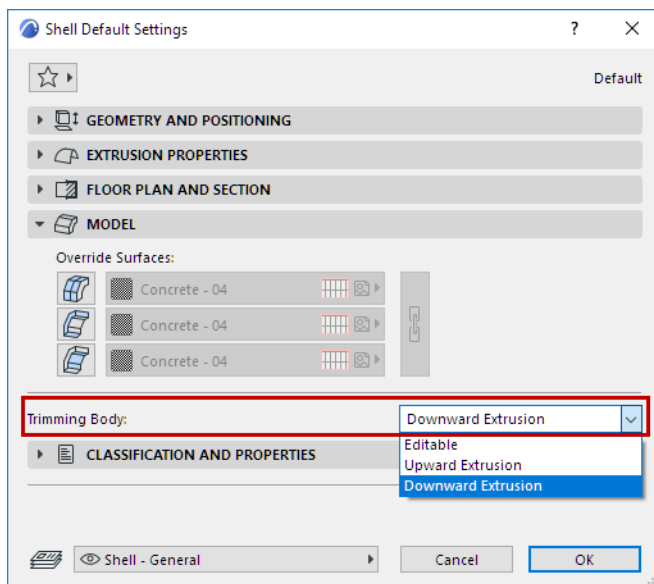 Shell Default Settings
?
Default
GEOMETRY AND POSITIONING
EXTRUSION PROPERTIES
FLOOR PLAN AND SECTION
MODEL
Override Surfaces:
Concrete - 04
Concrete - 04
Concrete - 04
Trimming Body: Downward Extrusion
Editable
Upward Extrusion
Downward Extrusion
CLASSIFICATION AND PROPERTIES
Shell - General Cancel OK